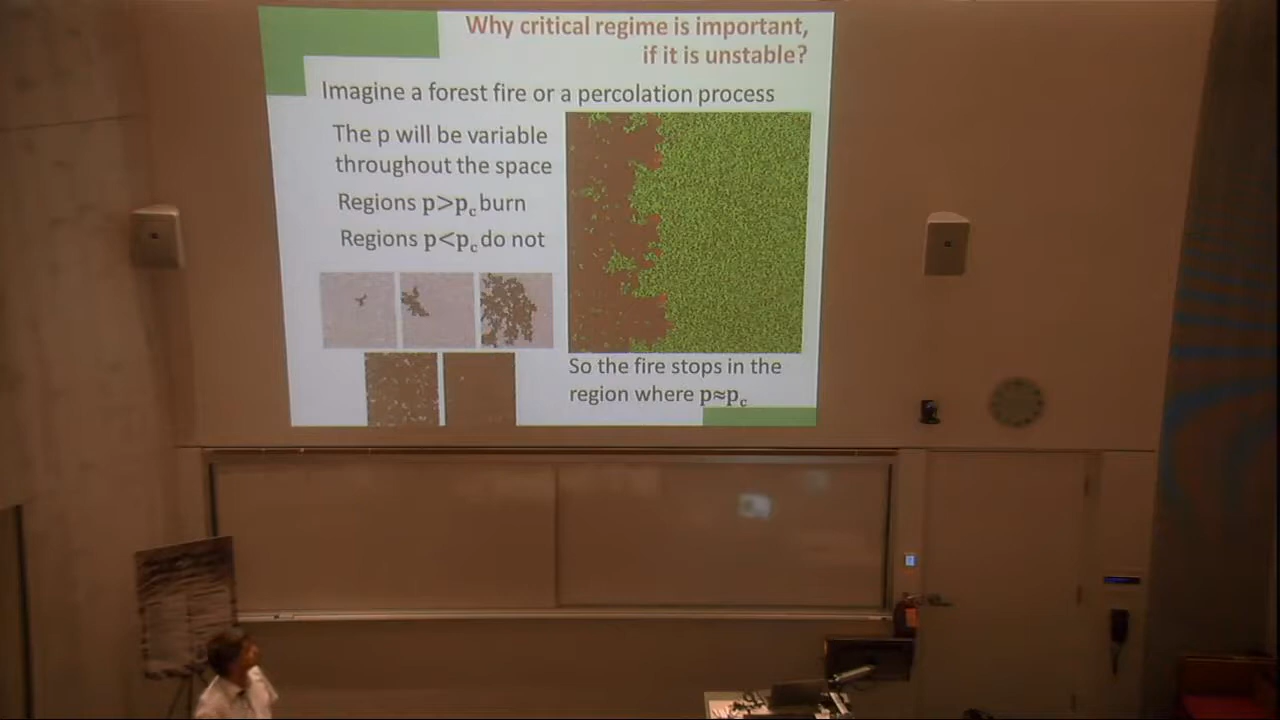 Why critical regime is important,
if it is unstable?
Imagine a forest fire or a percolation process
The p will be variable
throughout the space
Regions p>pc burn
Regions p<pc do not
So the fire stops in the
region where p≈pc